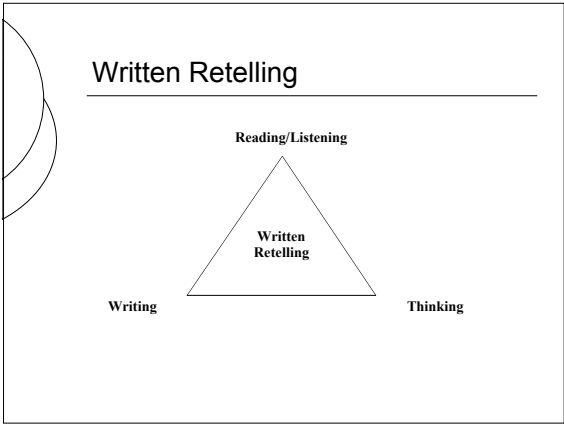 Written Retelling
Reading/Listening
Written
Retelling
Writing
Thinking